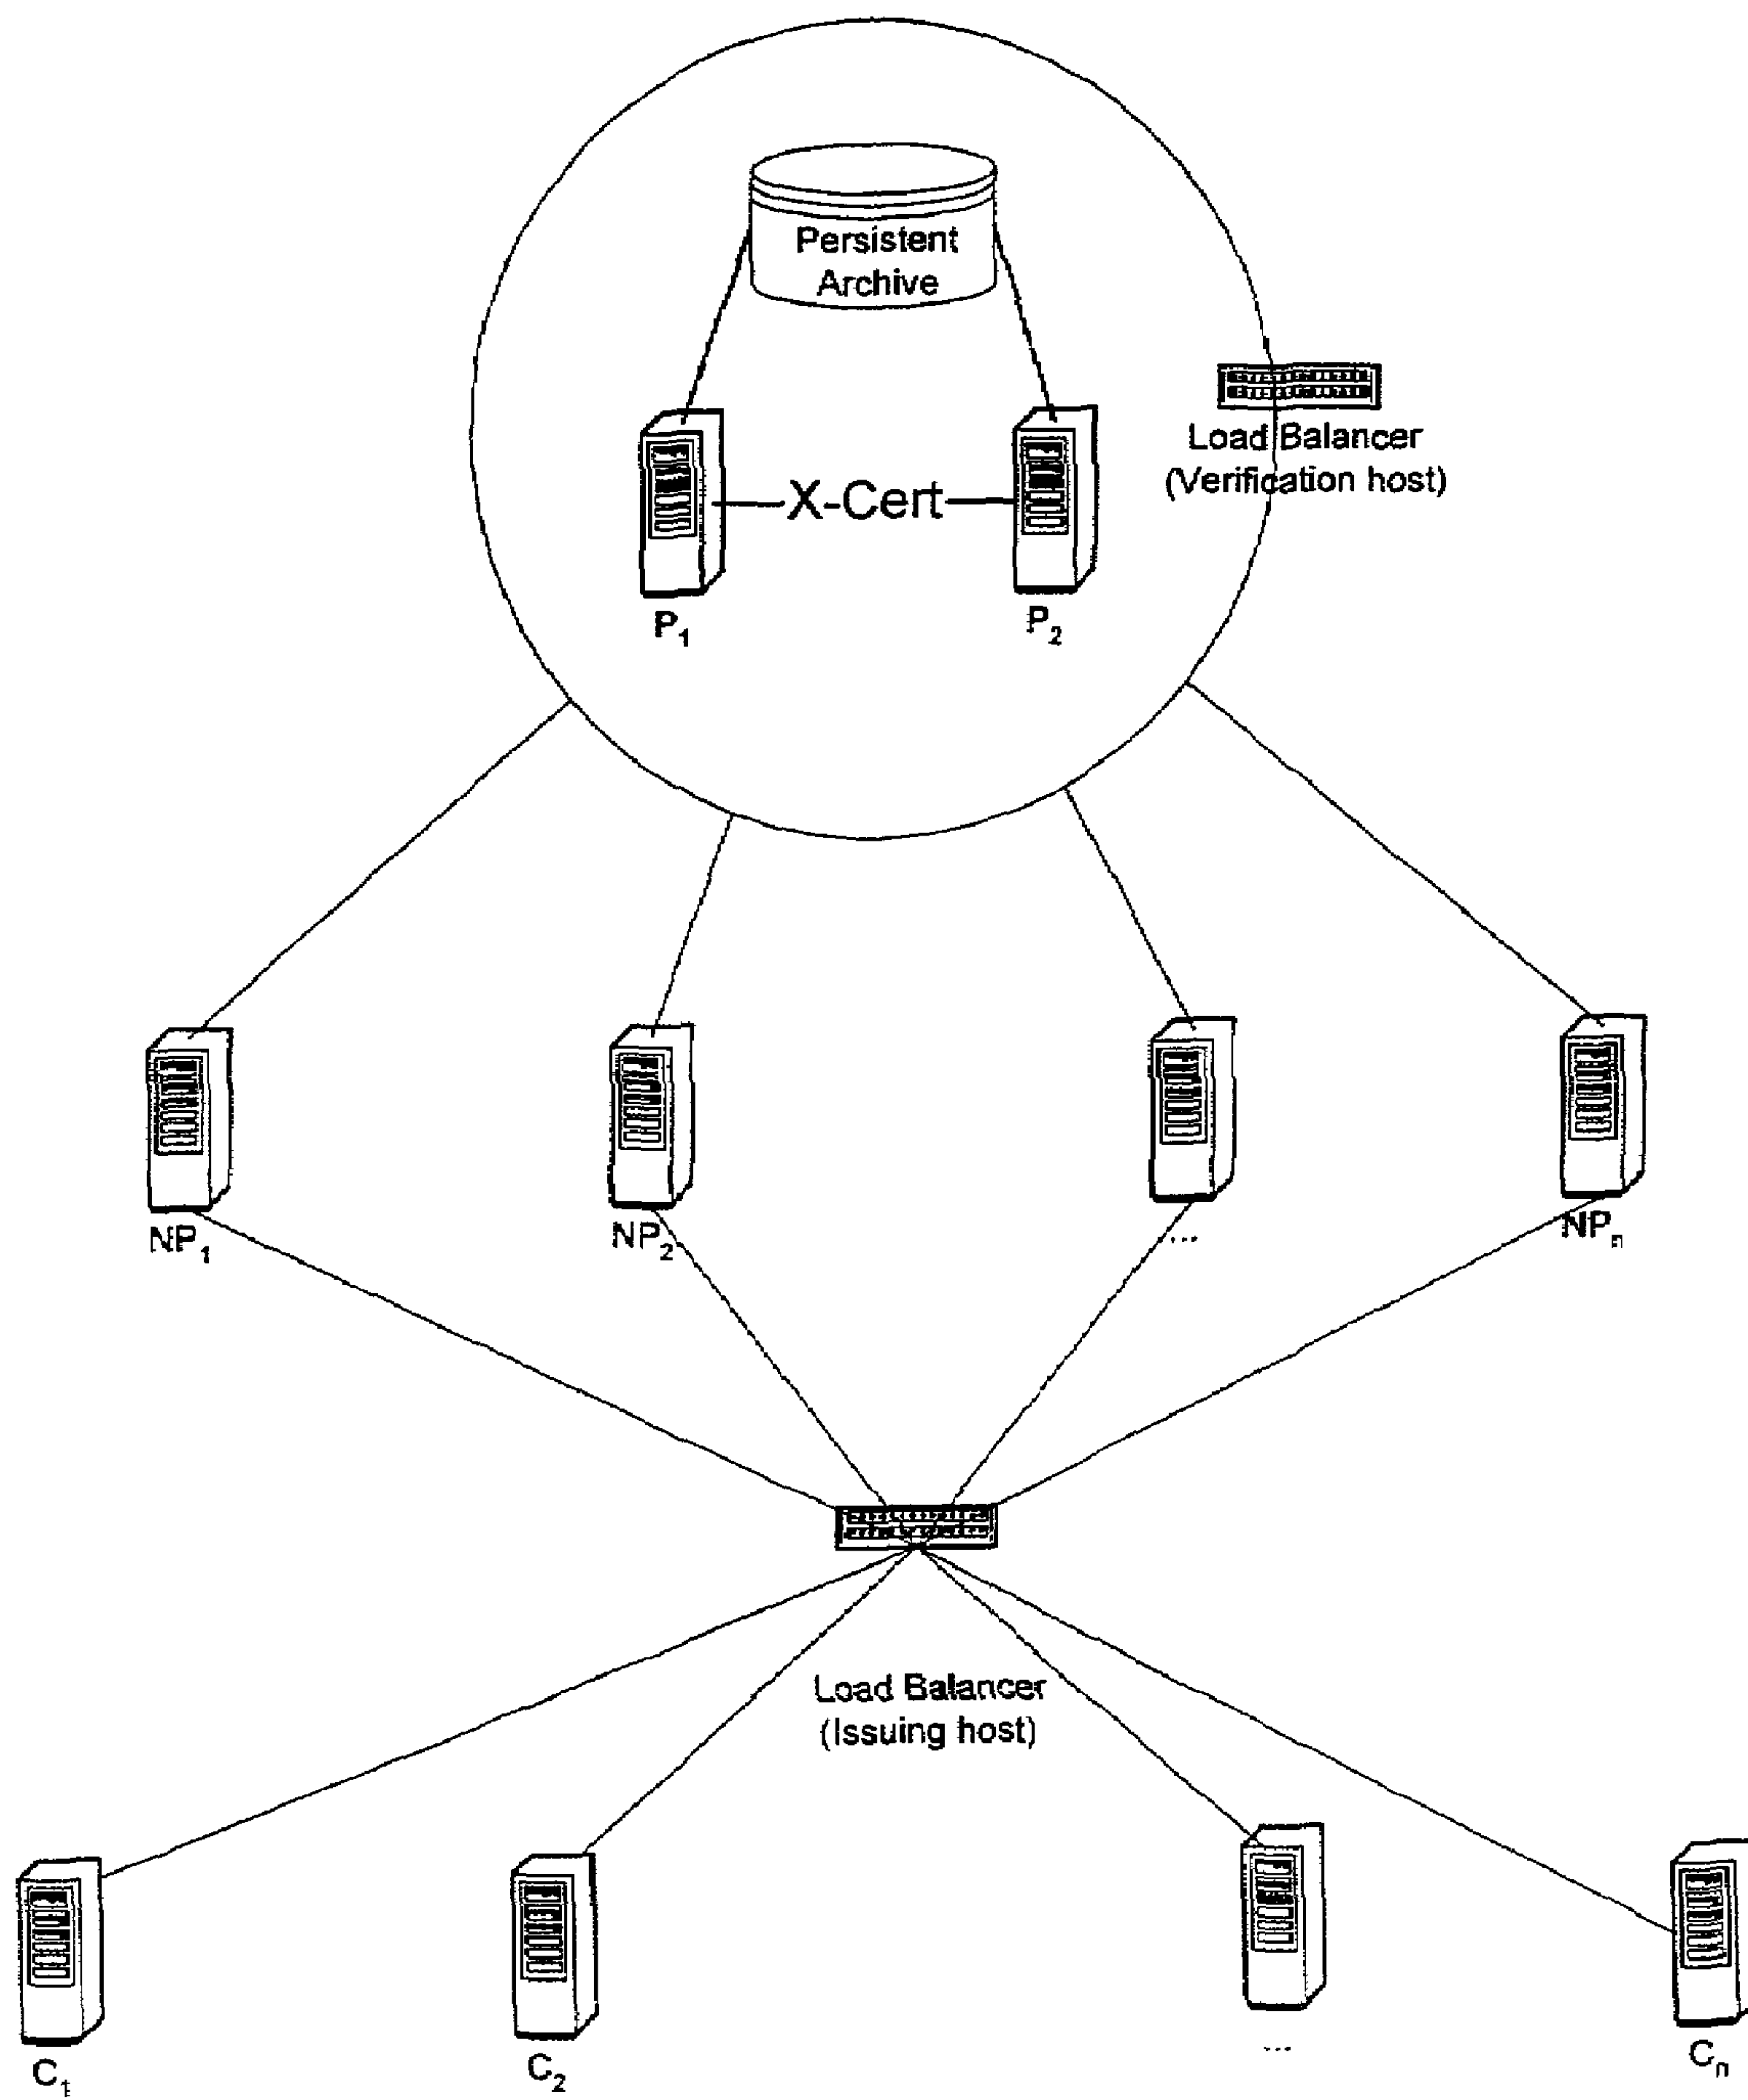 Persistent
Archive
Load Balancer
(Verification host)
X-Cert
P1
P2
NP1
NP2
...
NPn
Load Balancer
(Issuing host)
C1
C2
...
Cn